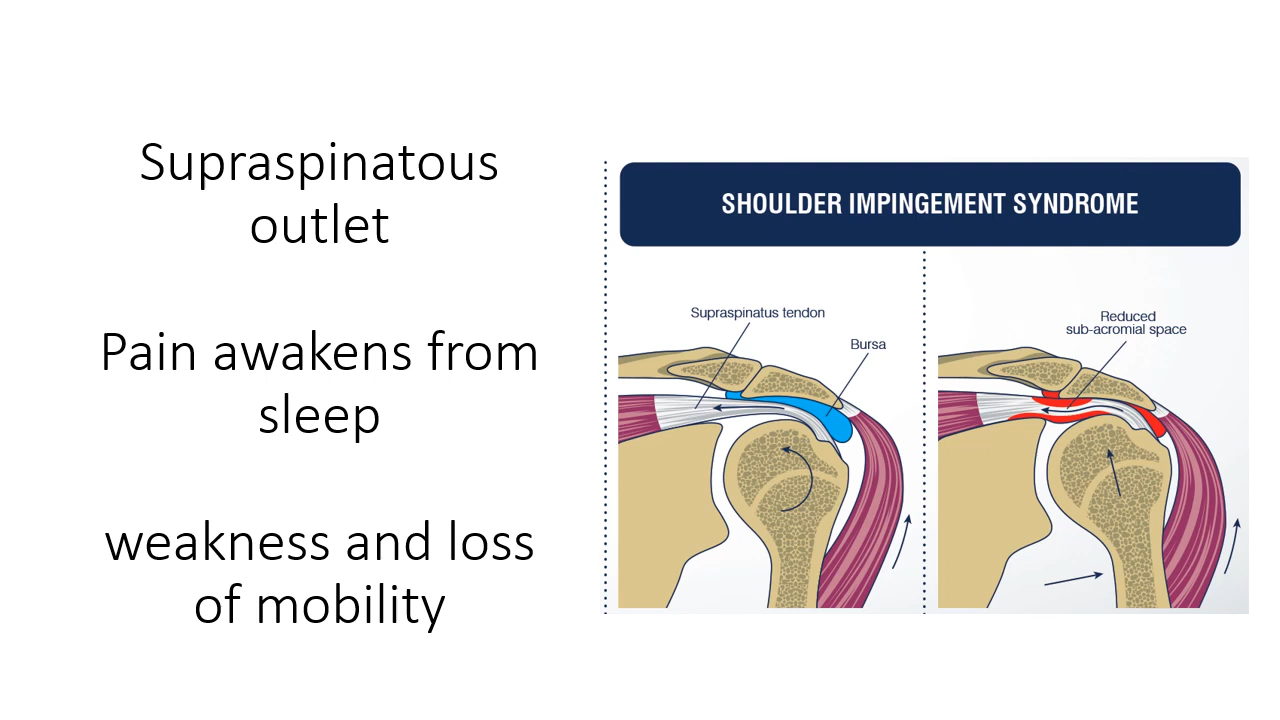 Supraspinatous
outlet
Pain awakens from
sleep
weakness and loss
of mobility
SHOULDER IMPINGEMENT SYNDROME
Supraspinatus tendon
Bursa
Reduced
sub-acromial space